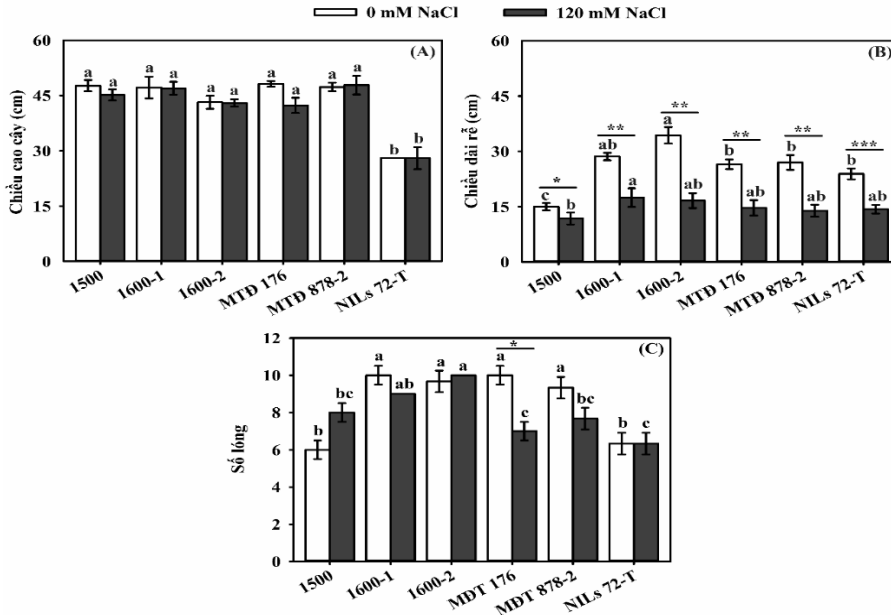 0 mM NaCl 120 mM NaCl
(A)
Chiều cao cây (cm)
60
45
30
15
0
a a a a a a a a a a b b
1500 1600-1 1600-2 MTĐ 176 MTĐ 878-2 NILs 72-T
(B)
Chiều dài rễ (cm)
60
45
30
15
0
* ** ** ** ** ***
c b ab a a ab b ab b ab b ab
1500 1600-1 1600-2 MTĐ 176 MTĐ 878-2 NILs 72-T
(C)
Số lóng
12
10
8
6
4
2
0
*
b bc a ab a a a c a bc b c
1500 1600-1 1600-2 MĐT 176 MĐT 878-2 NILs 72-T